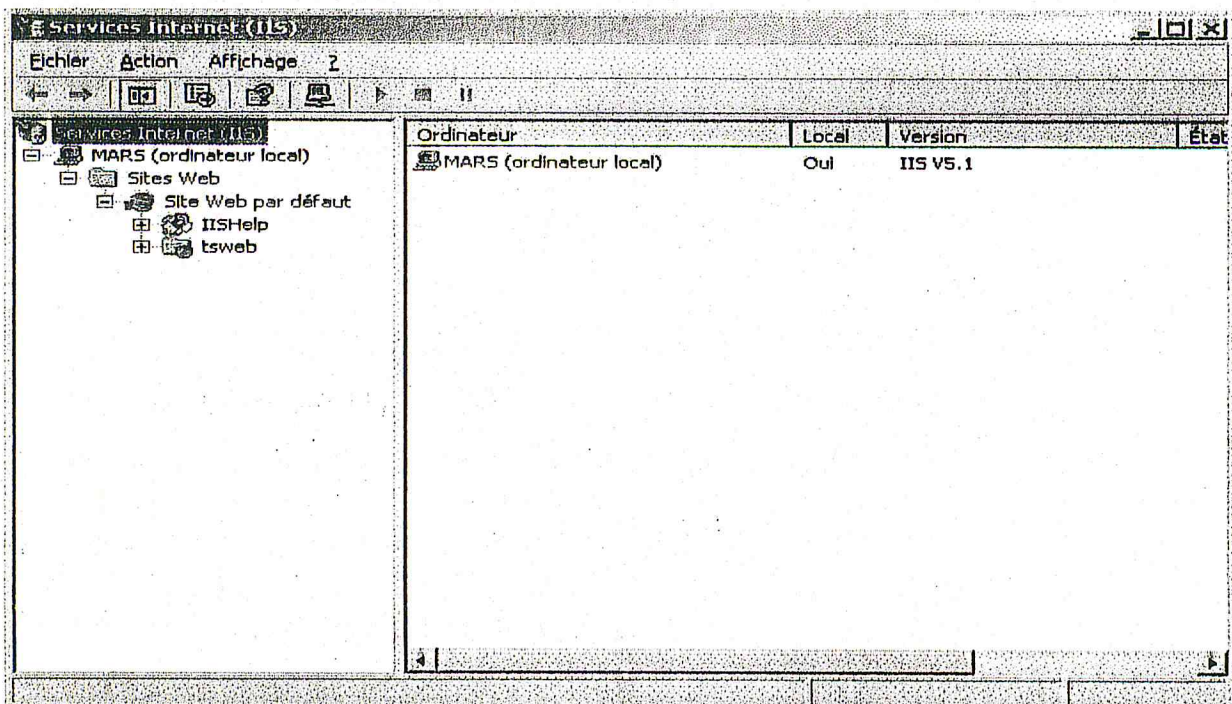 Services Internet (IIS)
Fichier Action Affichage ?
Services Internet (IIS)
MARS (ordinateur local)
Sites Web
Site Web par défaut
IISHelp
tsweb
Ordinateur Local Version État
MARS (ordinateur local) Oui IIS V5.1